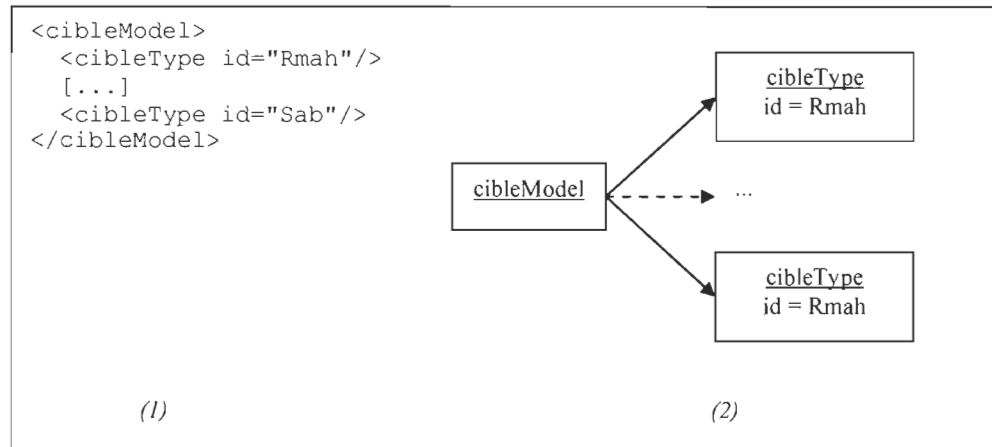 <cibleModel>
<cibleType id="Rmah"/>
[...]
<cibleType id="Sab"/>
</cibleModel>
cibleType
id = Rmah
cibleModel
...
cibleType
id = Rmah
(1)
(2)